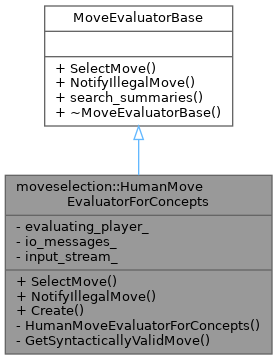 MoveEvaluatorBase
+ SelectMove()
+ NotifyIllegalMove()
+ search_summaries()
+ ~MoveEvaluatorBase()
moveselection::HumanMove
EvaluatorForConcepts
- evaluating_player_
- io_messages_
- input_stream_
+ SelectMove()
+ NotifyIllegalMove()
+ Create()
- HumanMoveEvaluatorForConcepts()
- GetSyntacticallyValidMove()